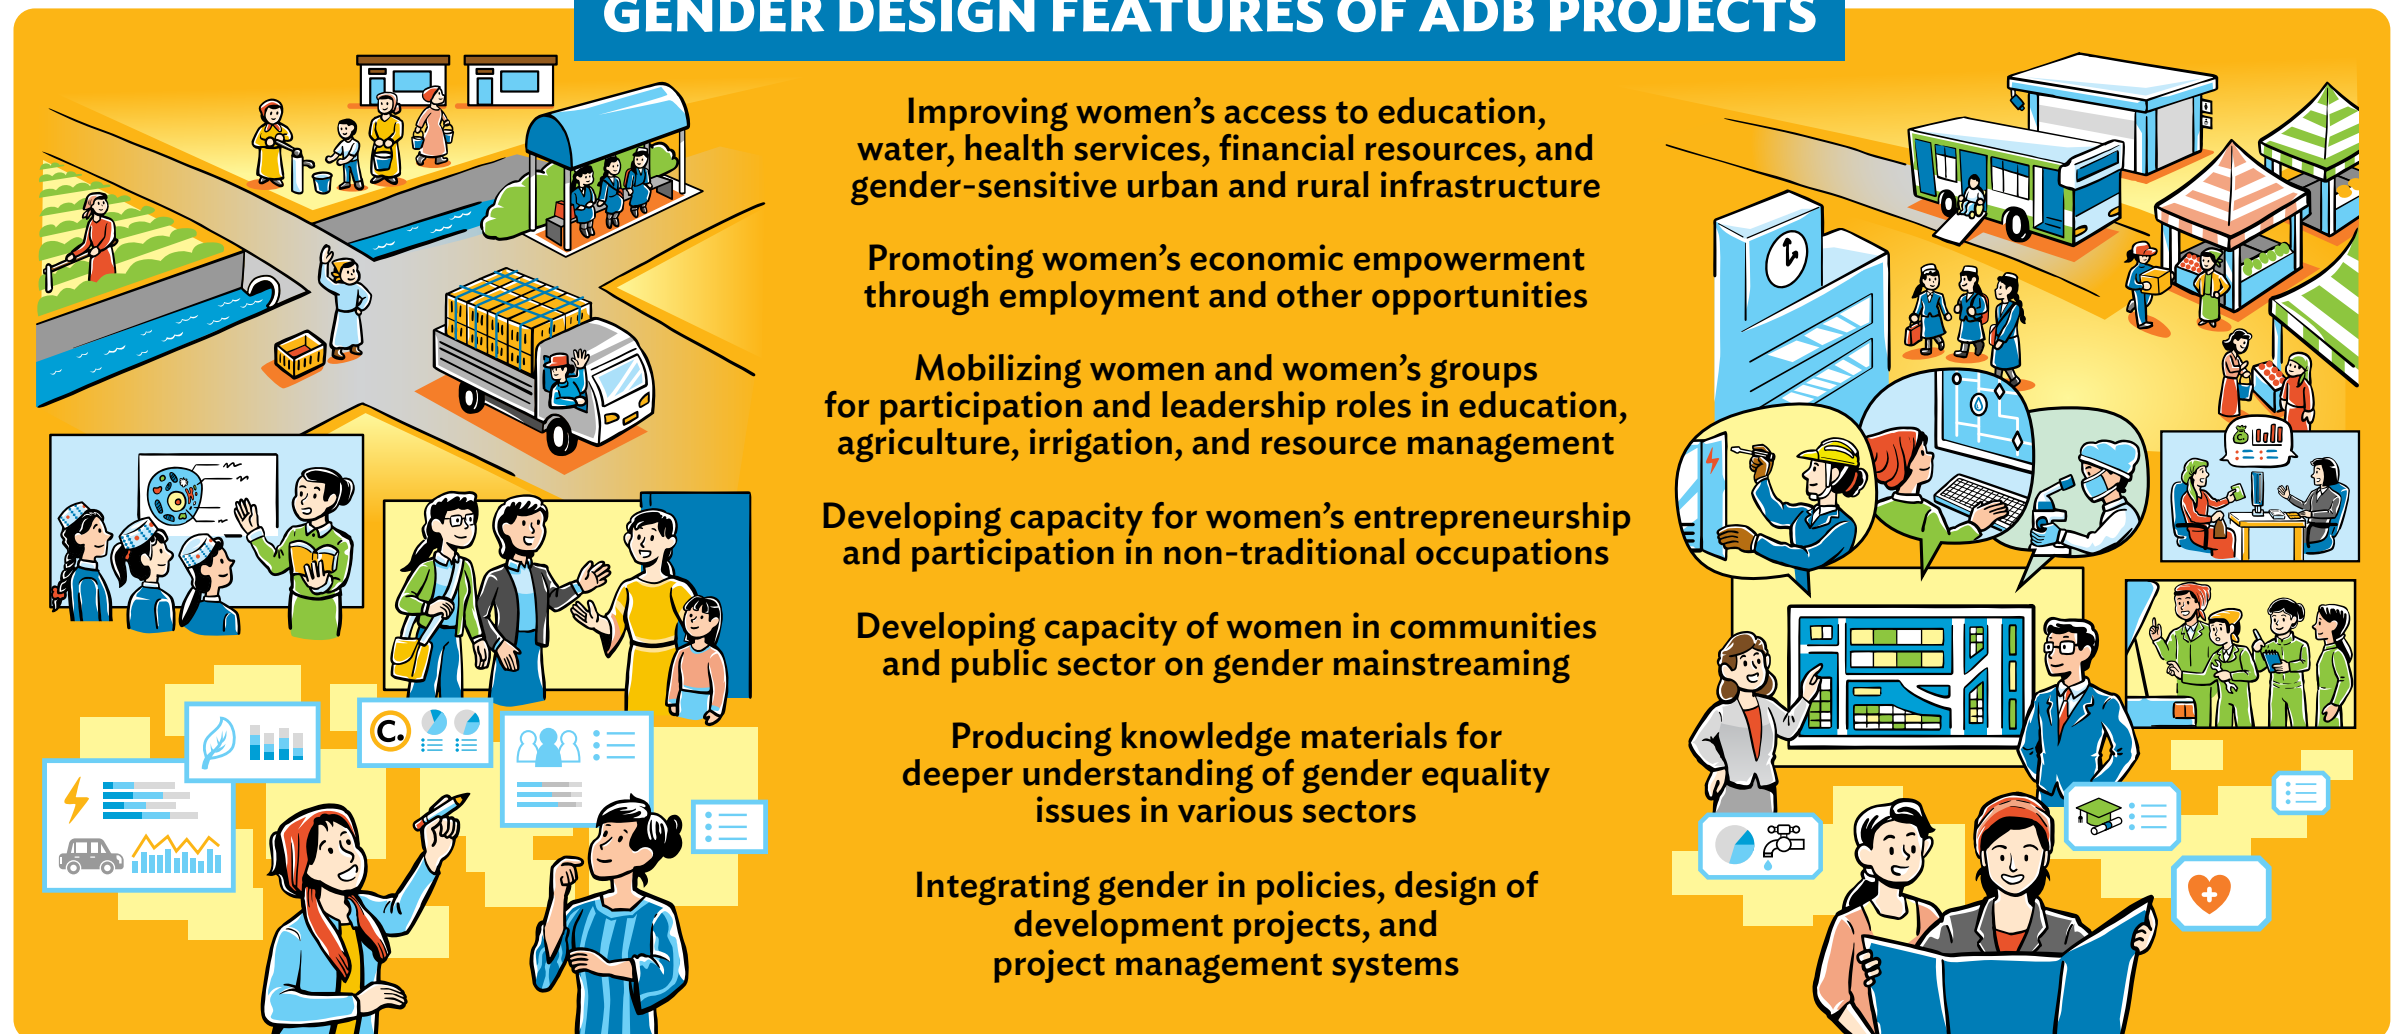 GENDER DESIGN FEATURES OF ADB PROJECTS
Improving women's access to education,
water, health services, financial resources, and
gender-sensitive urban and rural infrastructure
Promoting women's economic empowerment
through employment and other opportunities
Mobilizing women and women's groups
for participation and leadership roles in education,
agriculture, irrigation, and resource management
Developing capacity for women's entrepreneurship
and participation in non-traditional occupations
Developing capacity of women in communities
and public sector on gender mainstreaming
Producing knowledge materials for
deeper understanding of gender equality
issues in various sectors
Integrating gender in policies, design of
development projects, and
project management systems
C.